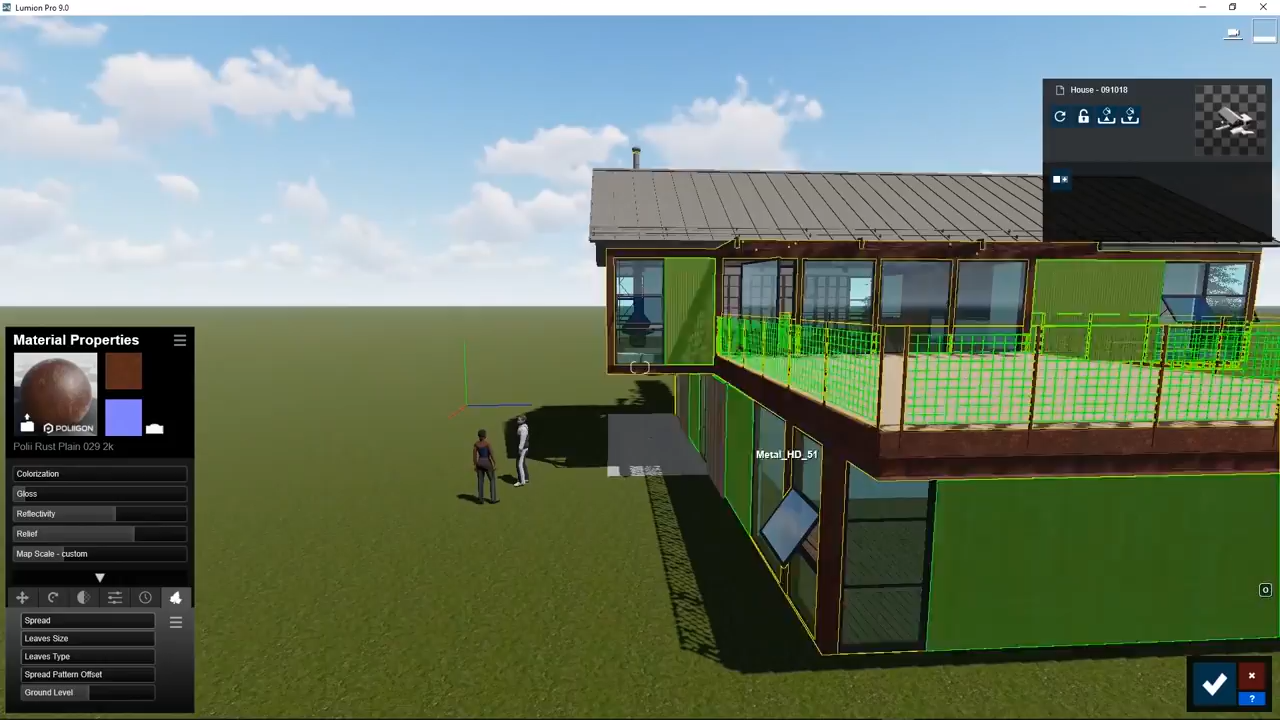 Lumion Pro 9.0
House - 091018
Material Properties
POLIIGON
Polii Rust Plain 029 2k
Colorization
Gloss
Reflectivity
Relief
Map Scale - custom
Spread
Leaves Size
Leaves Type
Spread Pattern Offset
Ground Level
Metal_HD_51
O
?